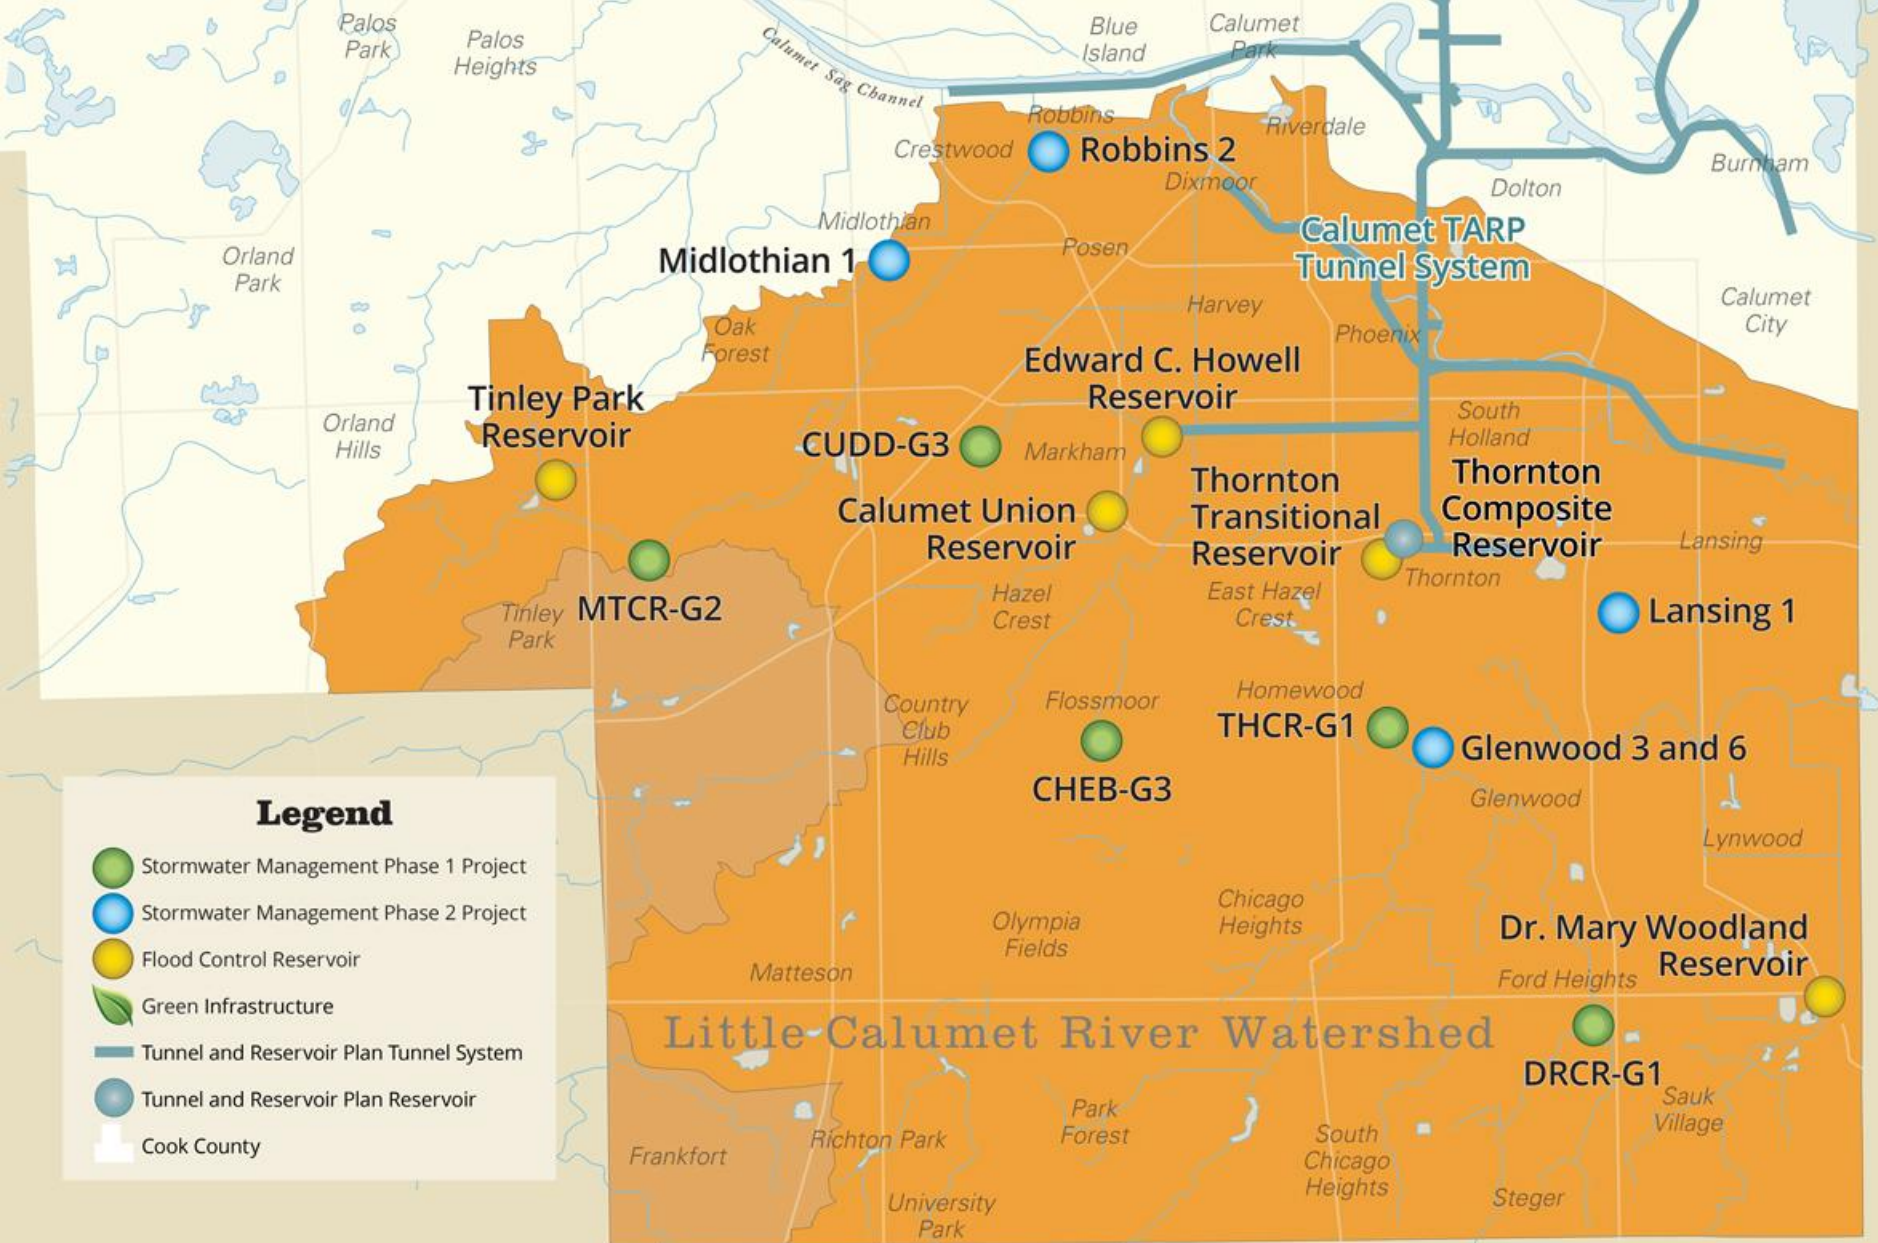 Palos
Park
Palos
Heights
Calumet Sag Channel
Blue
Island
Calumet
Park
Robbins
Riverdale
Crestwood
Robbins 2
Dixmoor
Dolton
Burnham
Midlothian
Midlothian 1
Posen
Calumet TARP
Tunnel System
Orland
Park
Harvey
Calumet
City
Oak
Forest
Phoenix
Edward C. Howell
Reservoir
Tinley Park
Reservoir
Orland
Hills
CUDD-G3
Markham
South
Holland
Thornton
Transitional
Reservoir
Thornton
Composite
Reservoir
Calumet Union
Reservoir
Lansing
Thornton
Tinley
Park
MTCR-G2
Hazel
Crest
East Hazel
Crest
Lansing 1
Country
Club
Hills
Flossmoor
Homewood
THCR-G1
Glenwood 3 and 6
CHEB-G3
Glenwood
Lynwood
Legend
Stormwater Management Phase 1 Project
Stormwater Management Phase 2 Project
Flood Control Reservoir
Green Infrastructure
Tunnel and Reservoir Plan Tunnel System
Tunnel and Reservoir Plan Reservoir
Cook County
Chicago
Heights
Olympia
Fields
Matteson
Dr. Mary Woodland
Reservoir
Ford Heights
Little Calumet River Watershed
DRCR-G1
Sauk
Village
Park
Forest
Richton Park
Frankfort
South
Chicago
Heights
University
Park
Steger